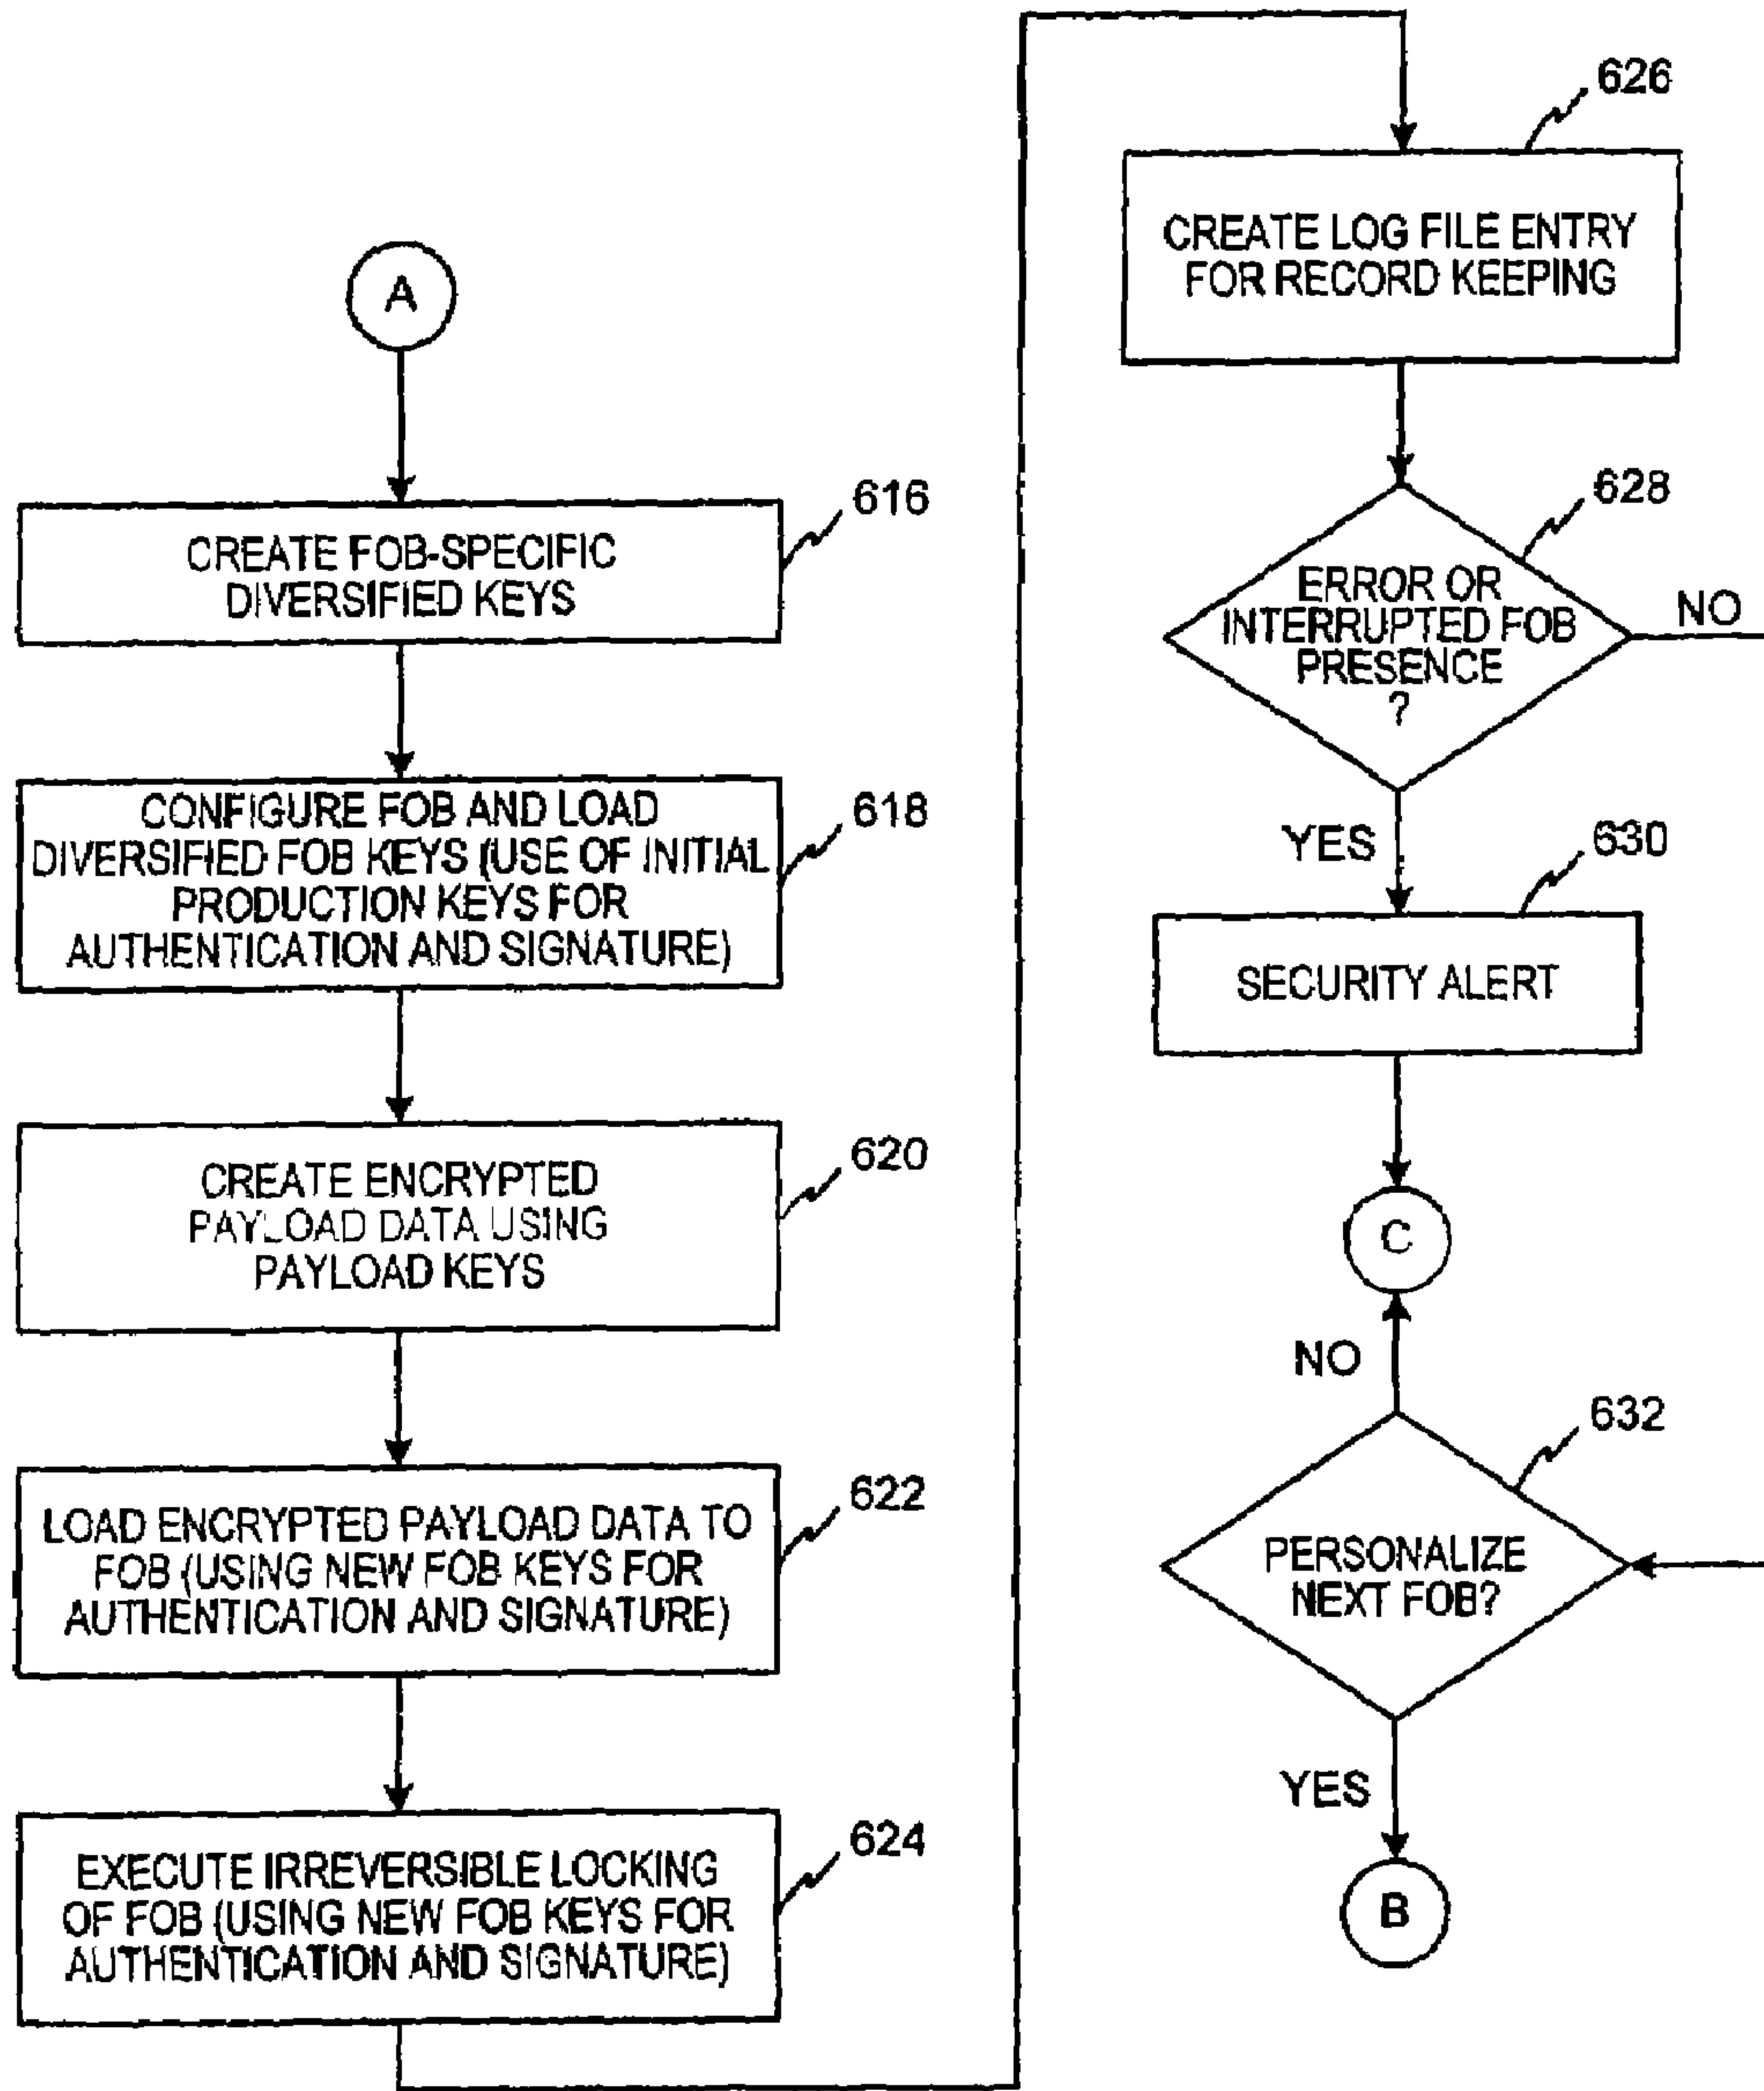 A
616
CREATE FOB-SPECIFIC
DIVERSIFIED KEYS
618
CONFIGURE FOB AND LOAD
DIVERSIFIED FOB KEYS (USE OF INITIAL
PRODUCTION KEYS FOR
AUTHENTICATION AND SIGNATURE)
620
CREATE ENCRYPTED
PAYLOAD DATA USING
PAYLOAD KEYS
622
LOAD ENCRYPTED PAYLOAD DATA TO
FOB (USING NEW FOB KEYS FOR
AUTHENTICATION AND SIGNATURE)
624
EXECUTE IRREVERSIBLE LOCKING
OF FOB (USING NEW FOB KEYS FOR
AUTHENTICATION AND SIGNATURE)
626
CREATE LOG FILE ENTRY
FOR RECORD KEEPING
628
ERROR OR
INTERRUPTED FOB
PRESENCE
?
NO
YES
630
SECURITY ALERT
C
NO
632
PERSONALIZE
NEXT FOB?
YES
B